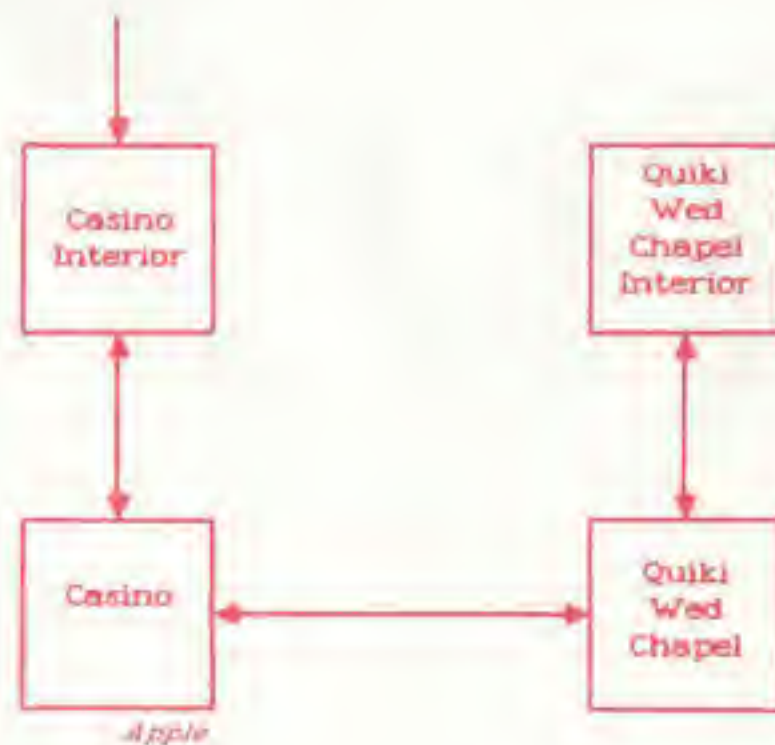 Casino
Interior
Quiki
Wed
Chapel
Interior
Casino
Quiki
Wed
Chapel
Apple